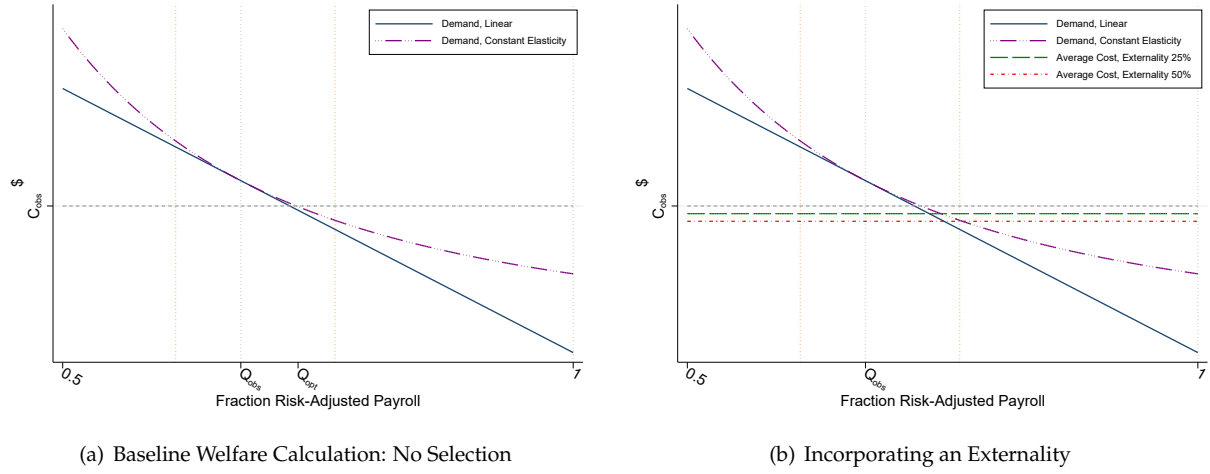 Demand, Linear
Demand, Constant Elasticity
$
C_obs
0.5
Q_obs
Q_opt
1
Fraction Risk-Adjusted Payroll
(a) Baseline Welfare Calculation: No Selection
Demand, Linear
Demand, Constant Elasticity
Average Cost, Externality 25%
Average Cost, Externality 50%
$
C_obs
0.5
Q_obs
1
Fraction Risk-Adjusted Payroll
(b) Incorporating an Externality